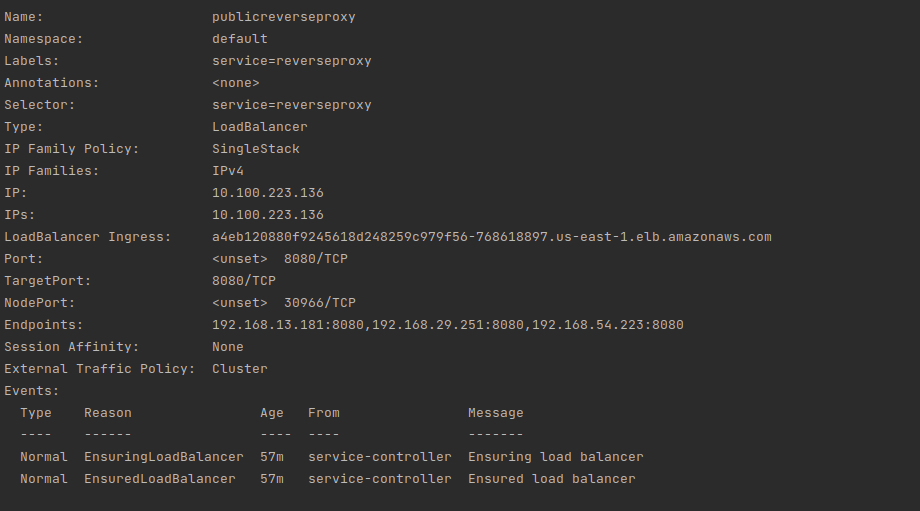 Name: publicreverseproxy
Namespace: default
Labels: service=reverseproxy
Annotations: <none>
Selector: service=reverseproxy
Type: LoadBalancer
IP Family Policy: SingleStack
IP Families: IPv4
IP: 10.100.223.136
IPs: 10.100.223.136
LoadBalancer Ingress: a4eb120880f9245618d248259c979f56-768618897.us-east-1.elb.amazonaws.com
Port: <unset> 8080/TCP
TargetPort: 8080/TCP
NodePort: <unset> 30966/TCP
Endpoints: 192.168.13.181:8080,192.168.29.251:8080,192.168.54.223:8080
Session Affinity: None
External Traffic Policy: Cluster
Events:
Type Reason Age From Message
---- ------ ---- ---- -------
Normal EnsuringLoadBalancer 57m service-controller Ensuring load balancer
Normal EnsuredLoadBalancer 57m service-controller Ensured load balancer